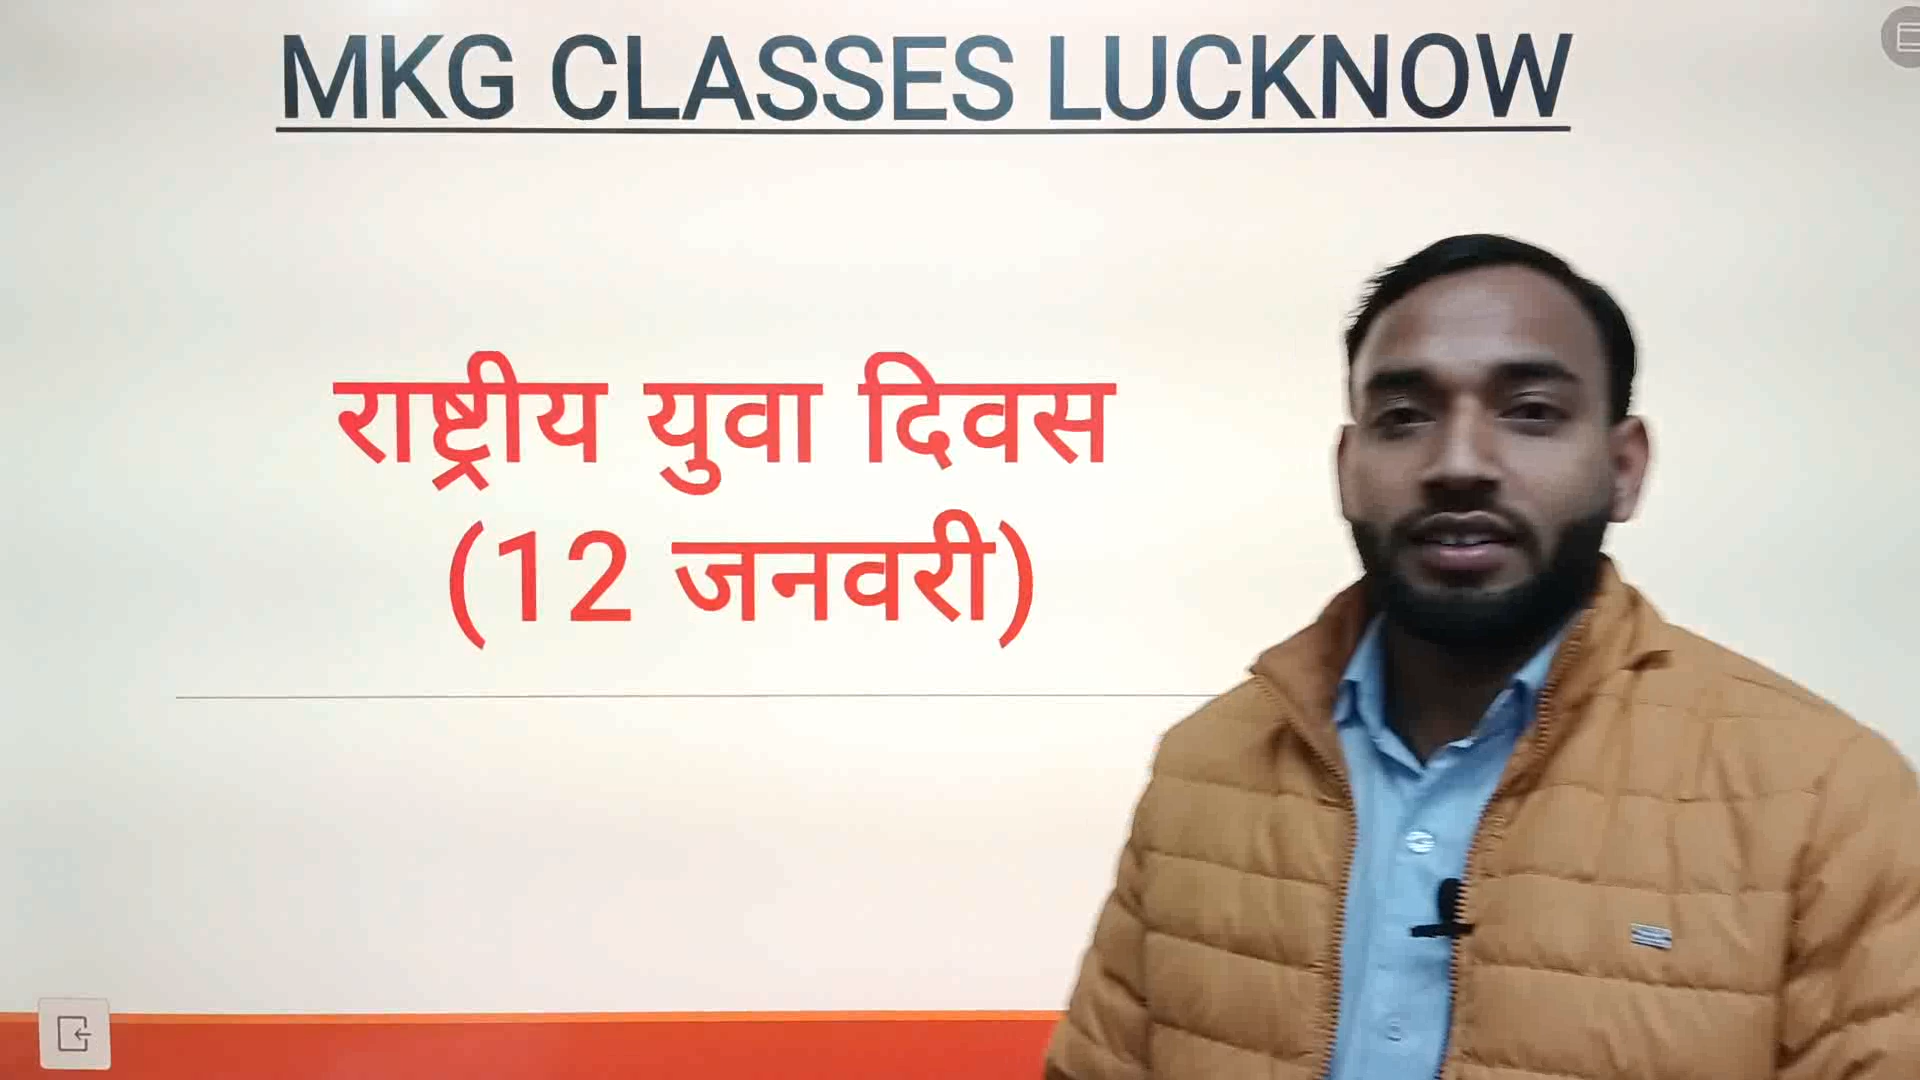 MKG CLASSES LUCKNOW
राष्ट्रीय युवा दिवस
(12 जनवरी)